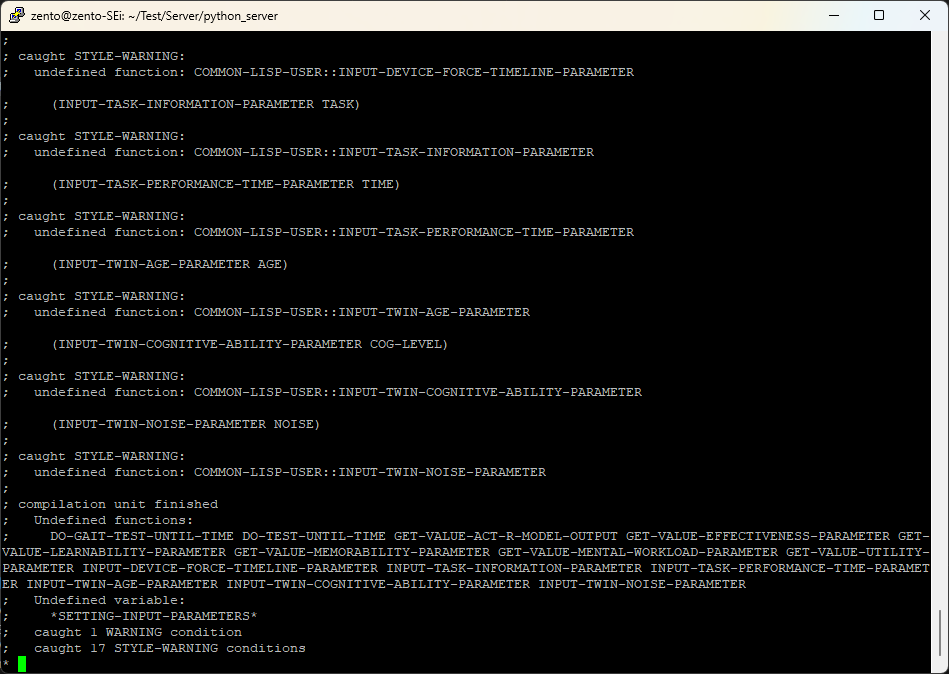 zento@zento-SEi: ~/Test/Server/python_server
;
; caught STYLE-WARNING:
;   undefined function: COMMON-LISP-USER::INPUT-DEVICE-FORCE-TIMELINE-PARAMETER
;     (INPUT-TASK-INFORMATION-PARAMETER TASK)
;
; caught STYLE-WARNING:
;   undefined function: COMMON-LISP-USER::INPUT-TASK-INFORMATION-PARAMETER
;     (INPUT-TASK-PERFORMANCE-TIME-PARAMETER TIME)
;
; caught STYLE-WARNING:
;   undefined function: COMMON-LISP-USER::INPUT-TASK-PERFORMANCE-TIME-PARAMETER
;     (INPUT-TWIN-AGE-PARAMETER AGE)
;
; caught STYLE-WARNING:
;   undefined function: COMMON-LISP-USER::INPUT-TWIN-AGE-PARAMETER
;     (INPUT-TWIN-COGNITIVE-ABILITY-PARAMETER COG-LEVEL)
;
; caught STYLE-WARNING:
;   undefined function: COMMON-LISP-USER::INPUT-TWIN-COGNITIVE-ABILITY-PARAMETER
;     (INPUT-TWIN-NOISE-PARAMETER NOISE)
;
; caught STYLE-WARNING:
;   undefined function: COMMON-LISP-USER::INPUT-TWIN-NOISE-PARAMETER
;
; compilation unit finished
;   Undefined functions:
;     DO-GAIT-TEST-UNTIL-TIME DO-TEST-UNTIL-TIME GET-VALUE-ACT-R-MODEL-OUTPUT GET-VALUE-EFFECTIVENESS-PARAMETER GET-
VALUE-LEARNABILITY-PARAMETER GET-VALUE-MEMORABILITY-PARAMETER GET-VALUE-MENTAL-WORKLOAD-PARAMETER GET-VALUE-UTILITY-
PARAMETER INPUT-DEVICE-FORCE-TIMELINE-PARAMETER INPUT-TASK-INFORMATION-PARAMETER INPUT-TASK-PERFORMANCE-TIME-PARAMET
ER INPUT-TWIN-AGE-PARAMETER INPUT-TWIN-COGNITIVE-ABILITY-PARAMETER INPUT-TWIN-NOISE-PARAMETER
;   Undefined variable:
;     *SETTING-INPUT-PARAMETERS*
;   caught 1 WARNING condition
;   caught 17 STYLE-WARNING conditions
*